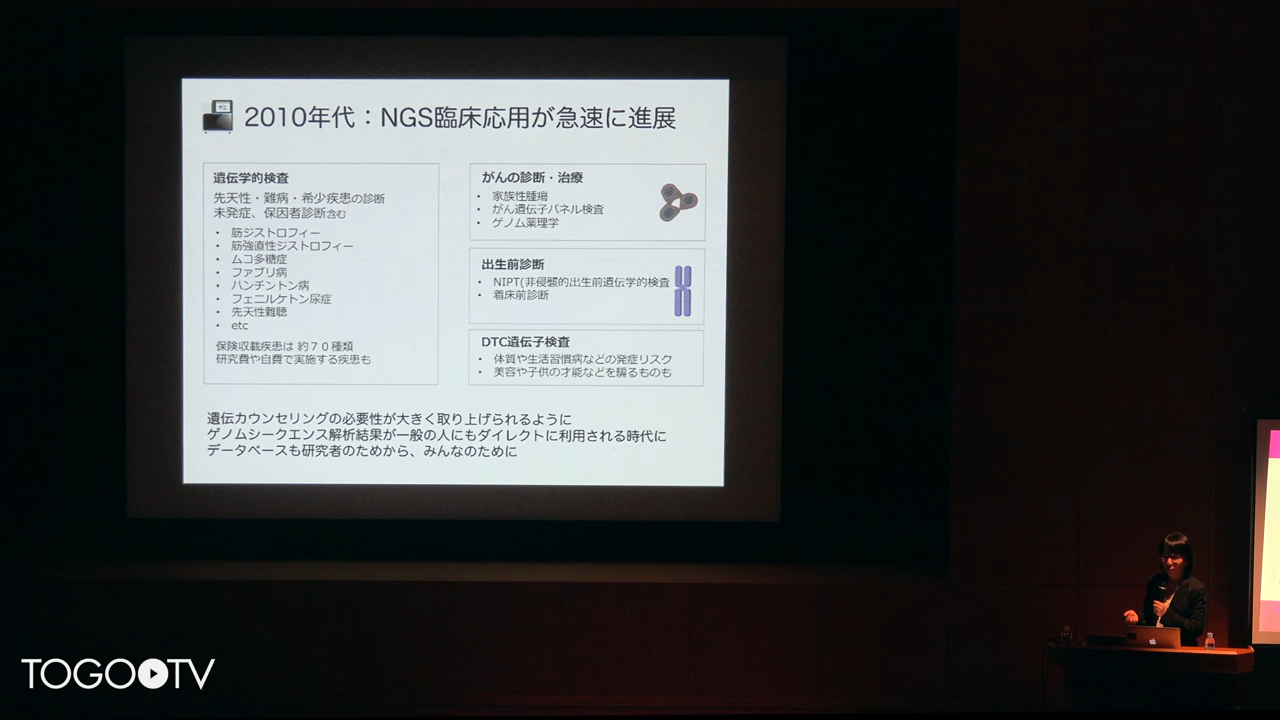 2010年代：NGS臨床応用が急速に進展
遺伝学的検査
先天性・難病・希少疾患の診断
未発症、保因者診断含む
• 筋ジストロフィー
• 筋強直性ジストロフィー
• ムコ多糖症
• ファブリ病
• ハンチントン病
• フェニルケトン尿症
• 先天性難聴
• etc
保険収載疾患は 約７０種類
研究費や自費で実施する疾患も
がんの診断・治療
• 家族性腫瘍
• がん遺伝子パネル検査
• ゲノム薬理学
出生前診断
• NIPT(非侵襲的出生前遺伝学的検査
• 着床前診断
DTC遺伝子検査
• 体質や生活習慣病などの発症リスク
• 美容や子供の才能などを騙るものも
遺伝カウンセリングの必要性が大きく取り上げられるように
ゲノムシークエンス解析結果が一般の人にもダイレクトに利用される時代に
データベースも研究者のためから、みんなのために
TOGOTV